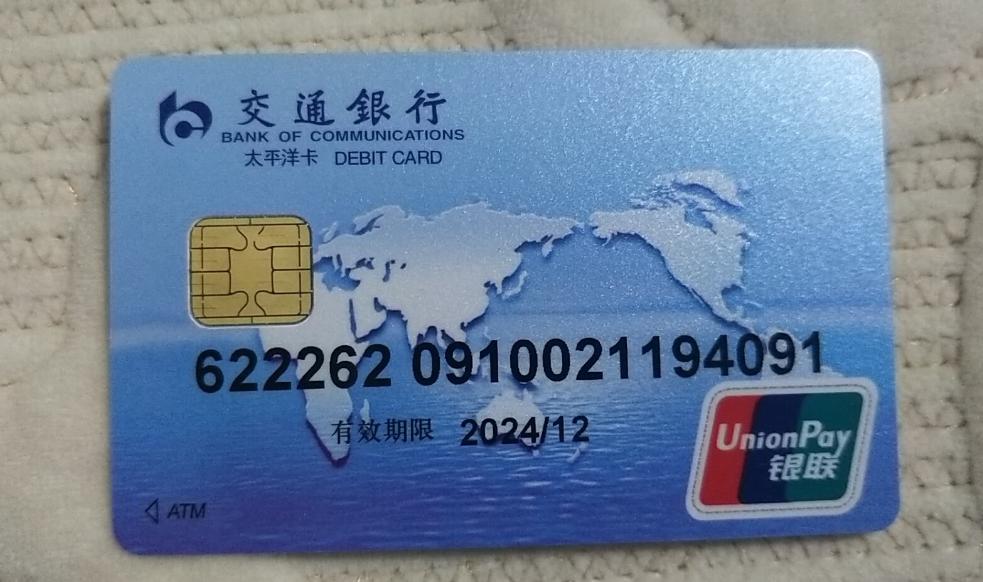 交通銀行
BANK OF COMMUNICATIONS
太平洋卡 DEBIT CARD
622262 0910021194091
有效期限 2024/12
UnionPay
银联
ATM